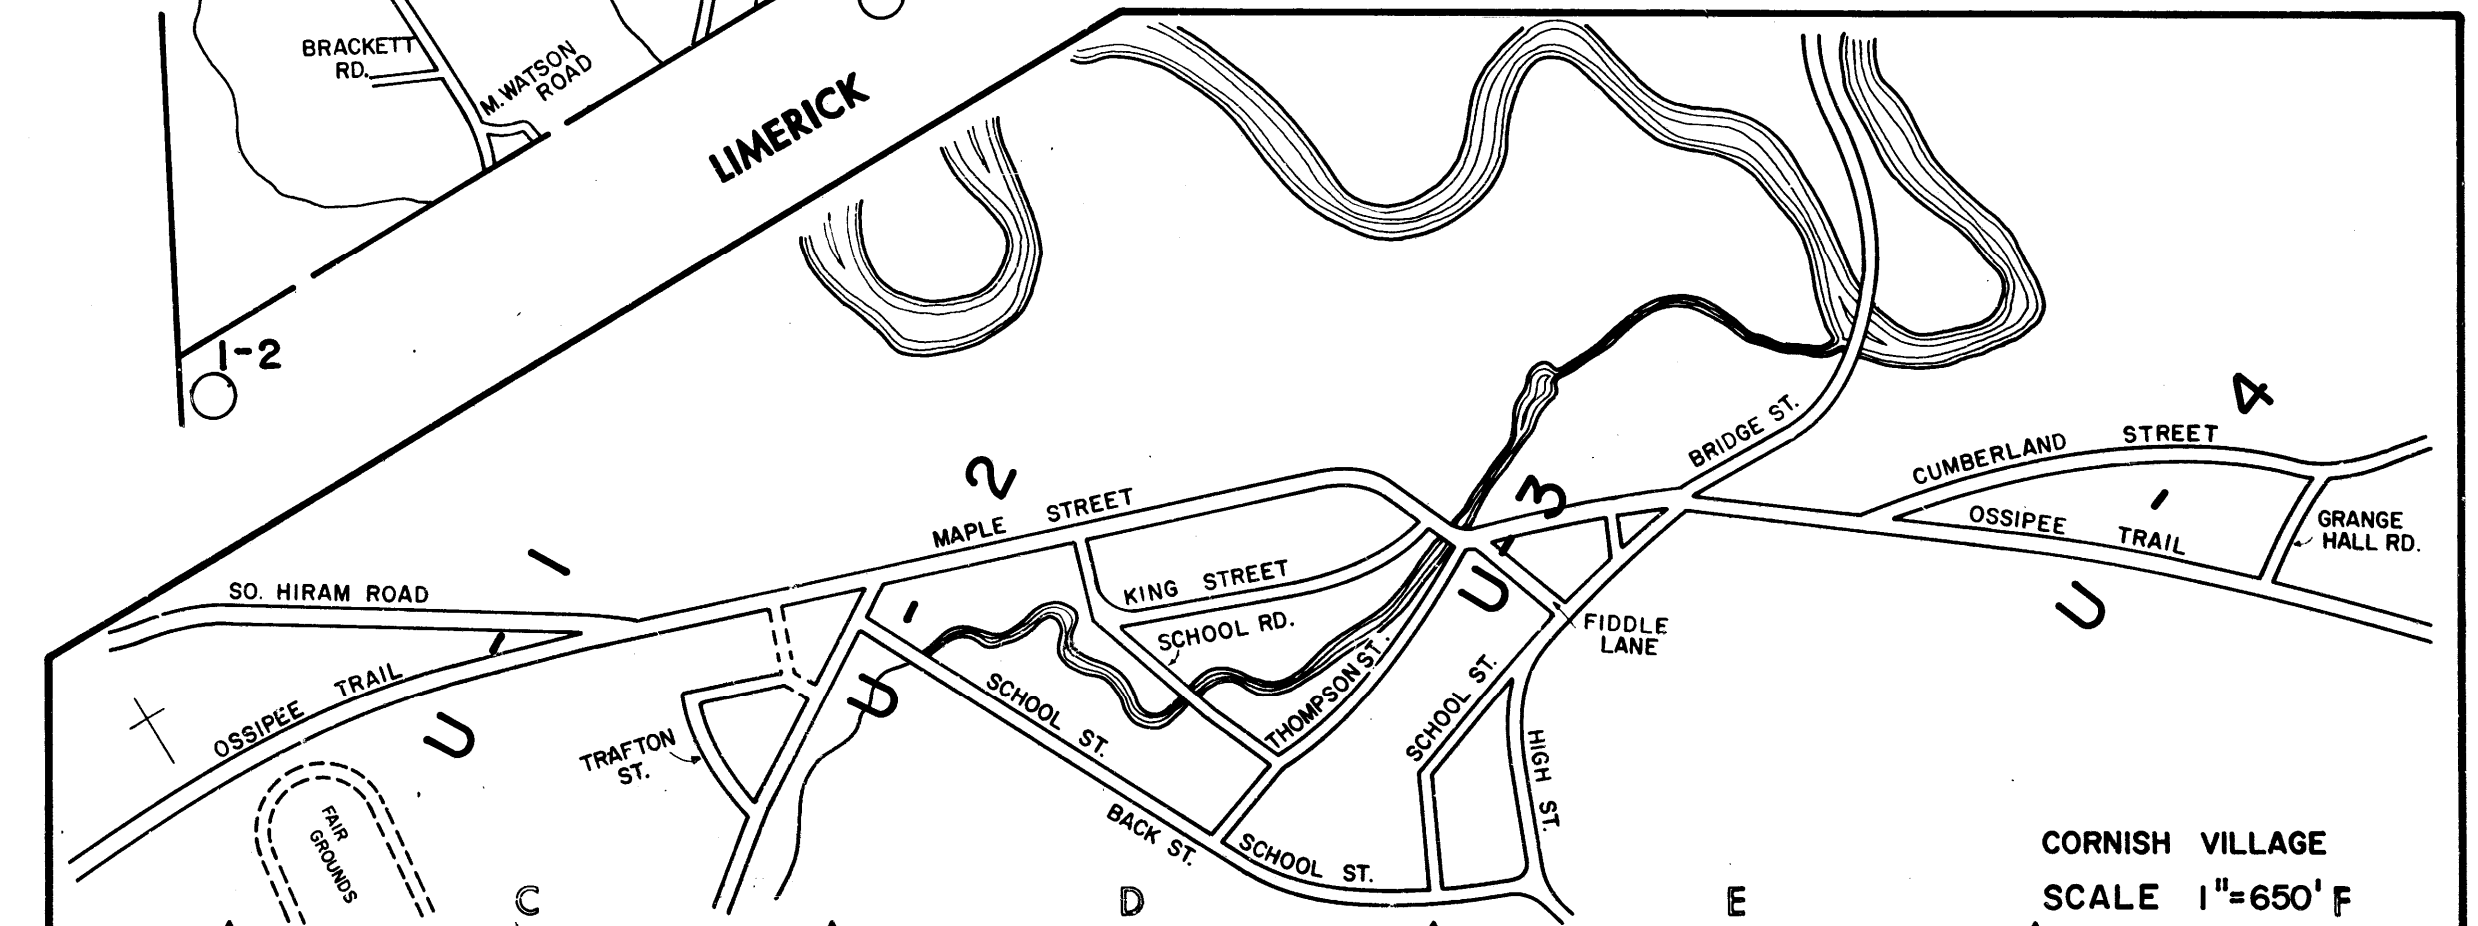 BRACKETT
RD.
M. WATSON
ROAD
LIMERICK
1-2
2
MAPLE STREET
3
BRIDGE ST.
4
CUMBERLAND STREET
OSSIPEE TRAIL
GRANGE
HALL RD.
SO. HIRAM ROAD
OSSIPEE TRAIL
U
U
U
U
KING STREET
SCHOOL RD.
THOMPSON ST.
FIDDLE
LANE
SCHOOL ST.
SCHOOL ST.
HIGH ST.
TRAFTON
ST.
BACK ST.
SCHOOL ST.
FAIR
GROUNDS
CORNISH VILLAGE
SCALE 1"=650'
C
D
E
F